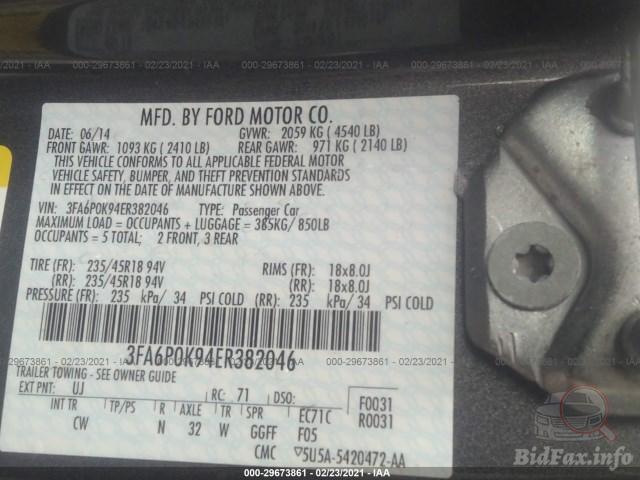 000-29673861 - 02/23/2021 - IAA 000-29673861 - 02/23/2021 - IAA 000-29673861 - 02/23/2021 - IAA
MFD. BY FORD MOTOR CO.
DATE: 06/14 GVWR: 2059 KG ( 4540 LB)
FRONT GAWR: 1093 KG ( 2410 LB) REAR GAWR: 971 KG ( 2140 LB)
THIS VEHICLE CONFORMS TO ALL APPLICABLE FEDERAL MOTOR
VEHICLE SAFETY, BUMPER, AND THEFT PREVENTION STANDARDS
IN EFFECT ON THE DATE OF MANUFACTURE SHOWN ABOVE.
VIN: 3FA6P0K94ER382046 TYPE: Passenger Car
MAXIMUM LOAD = OCCUPANTS + LUGGAGE = 385KG/ 850LB
OCCUPANTS = 5 TOTAL; 2 FRONT, 3 REAR
TIRE (FR): 235/45R18 94V RIMS (FR): 18x8.0J
(RR): 235/45R18 94V (RR): 18x8.0J
PRESSURE (FR): 235 kPa/ 34 PSI COLD (RR): 235 kPa/ 34 PSI COLD
3FA6P0K94ER382046
000-29673861 - 02/23/2021 - IAA 000-29673861 - 02/23/2021 - IAA 000-29673861 - 02/23/2021 - IAA
TRAILER TOWING - SEE OWNER GUIDE
EXT PNT: UJ RC: 71 DSO: F0031
R0031
INT TR TP/PS R AXLE TR SPR EC71C
CW N 32 W GGFF F05
CMC ▽5U5A-5420472-AA
BidFax.info
000-29673861 - 02/23/2021 - IAA